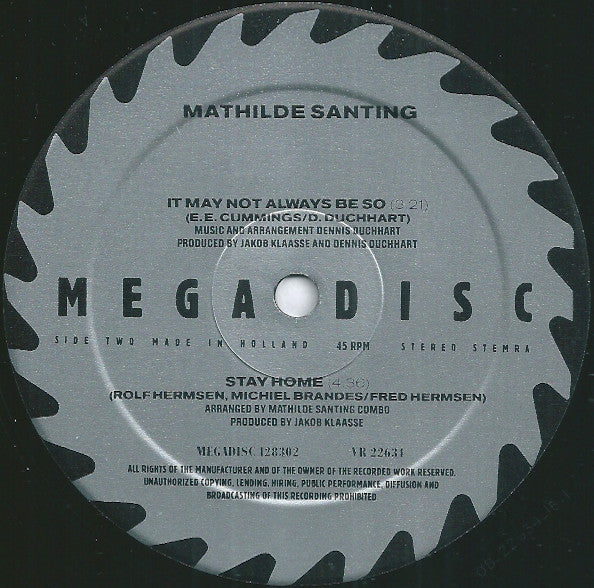 MATHILDE SANTING
IT MAY NOT ALWAYS BE SO (3:21)
(E.E. CUMMINGS/D. DUCHHART)
MUSIC AND ARRANGEMENT DENNIS DUCHHART
PRODUCED BY JAKOB KLAASSE AND DENNIS DUCHHART
MEGADISC
SIDE TWO MADE IN HOLLAND 45 RPM STEREO STEMRA
STAY HOME (4:36)
(ROLF HERMSEN, MICHIEL BRANDES/FRED HERMSEN)
ARRANGED BY MATHILDE SANTING COMBO
PRODUCED BY JAKOB KLAASSE
MEGADISC 128302 VR 22634
ALL RIGHTS OF THE MANUFACTURER AND OF THE OWNER OF THE RECORDED WORK RESERVED.
UNAUTHORIZED COPYING, LENDING, HIRING, PUBLIC PERFORMANCE, DIFFUSION AND
BROADCASTING OF THIS RECORDING PROHIBITED